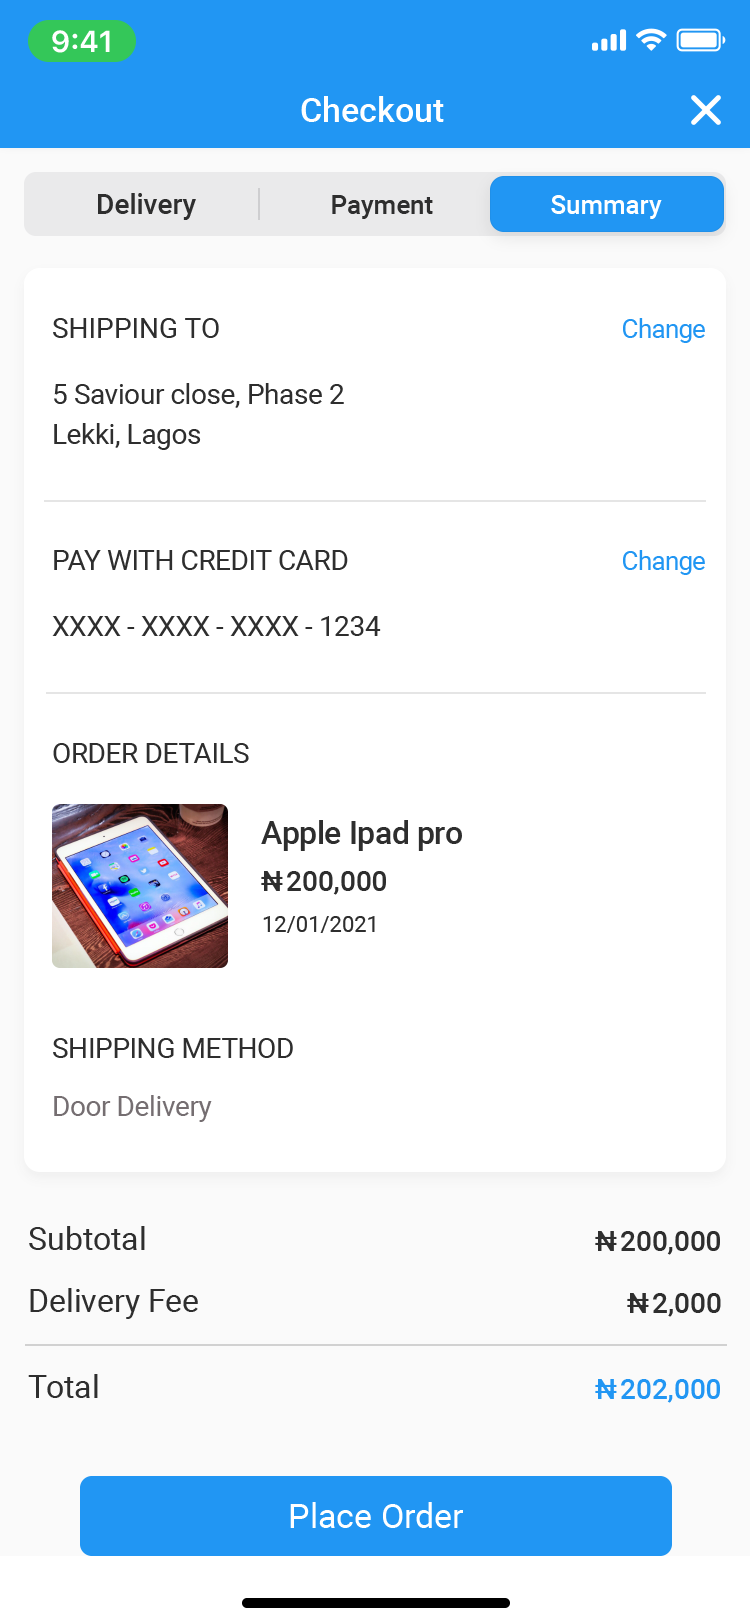 9:41
Checkout
Delivery Payment Summary
SHIPPING TO Change
5 Saviour close, Phase 2
Lekki, Lagos
PAY WITH CREDIT CARD Change
XXXX - XXXX - XXXX - 1234
ORDER DETAILS
Apple Ipad pro
₦200,000
12/01/2021
SHIPPING METHOD
Door Delivery
Subtotal ₦200,000
Delivery Fee ₦2,000
Total ₦202,000
Place Order